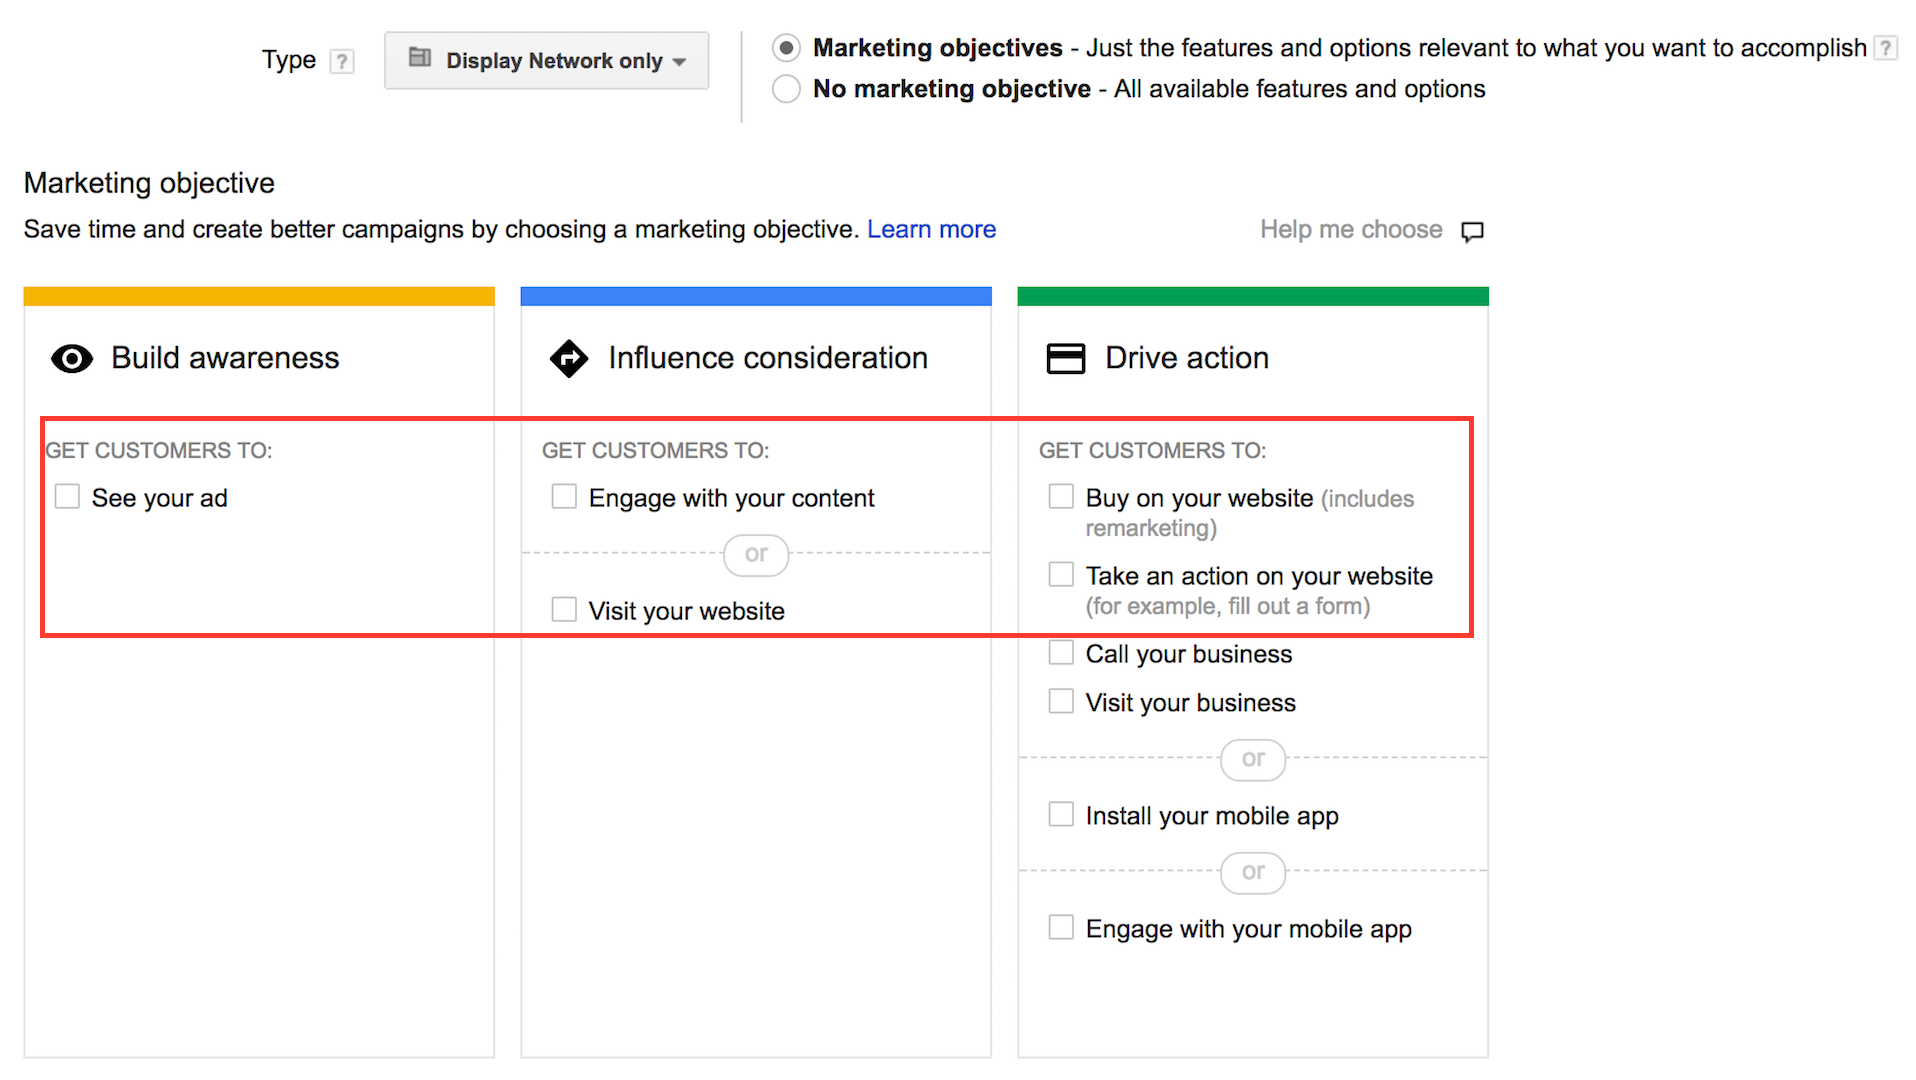 Type ?
Display Network only
Marketing objectives - Just the features and options relevant to what you want to accomplish ?
No marketing objective - All available features and options
Marketing objective
Save time and create better campaigns by choosing a marketing objective. Learn more
Help me choose
Build awareness
GET CUSTOMERS TO:
See your ad
Influence consideration
GET CUSTOMERS TO:
Engage with your content
or
Visit your website
Drive action
GET CUSTOMERS TO:
Buy on your website (includes
remarketing)
Take an action on your website
(for example, fill out a form)
Call your business
Visit your business
or
Install your mobile app
or
Engage with your mobile app